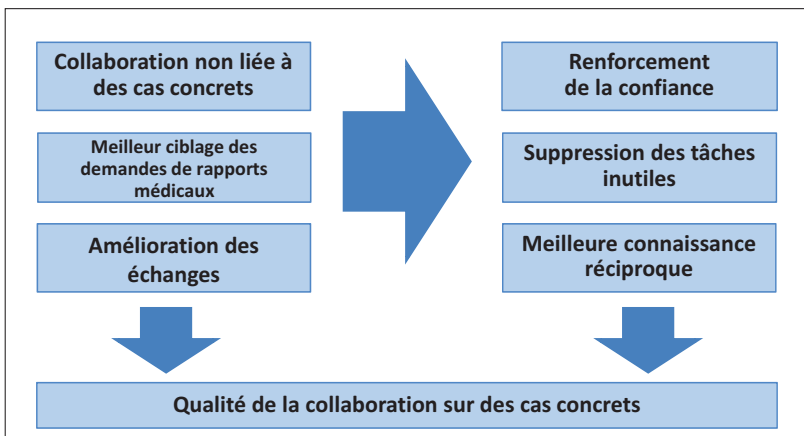 Collaboration non liée à
des cas concrets
Meilleur ciblage des
demandes de rapports
médicaux
Amélioration des
échanges
Renforcement
de la confiance
Suppression des tâches
inutiles
Meilleure connaissance
réciproque
Qualité de la collaboration sur des cas concrets